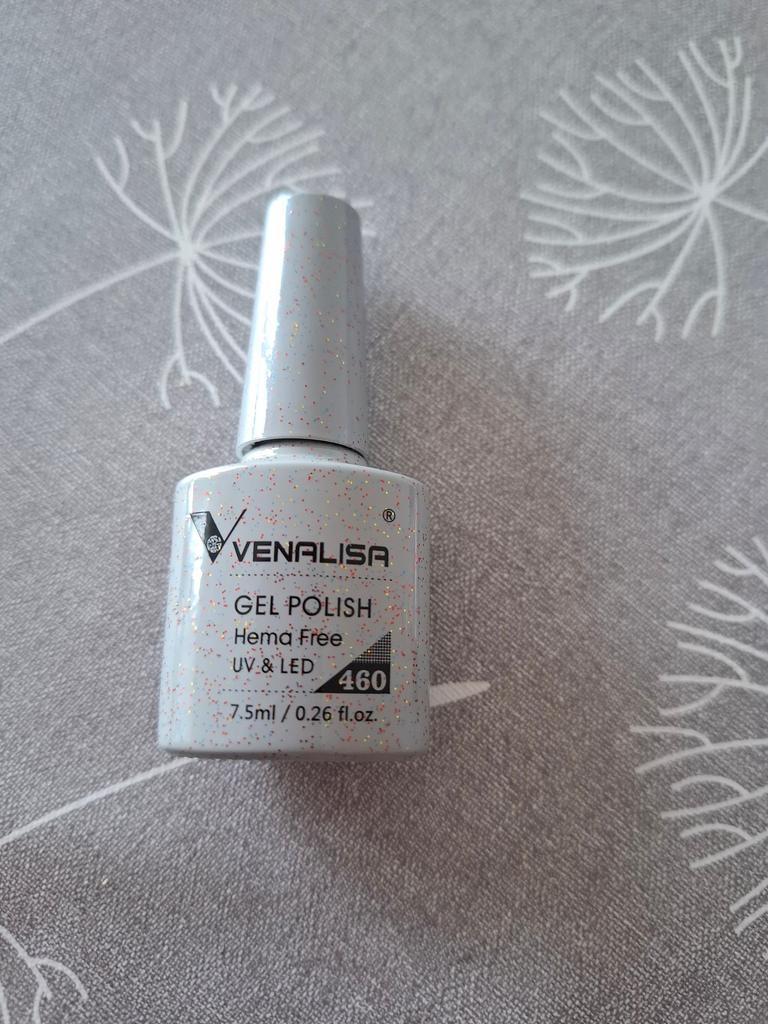 ®
VENALISA
GEL POLISH
Hema Free
UV & LED
460
7.5ml / 0.26 fl.oz.